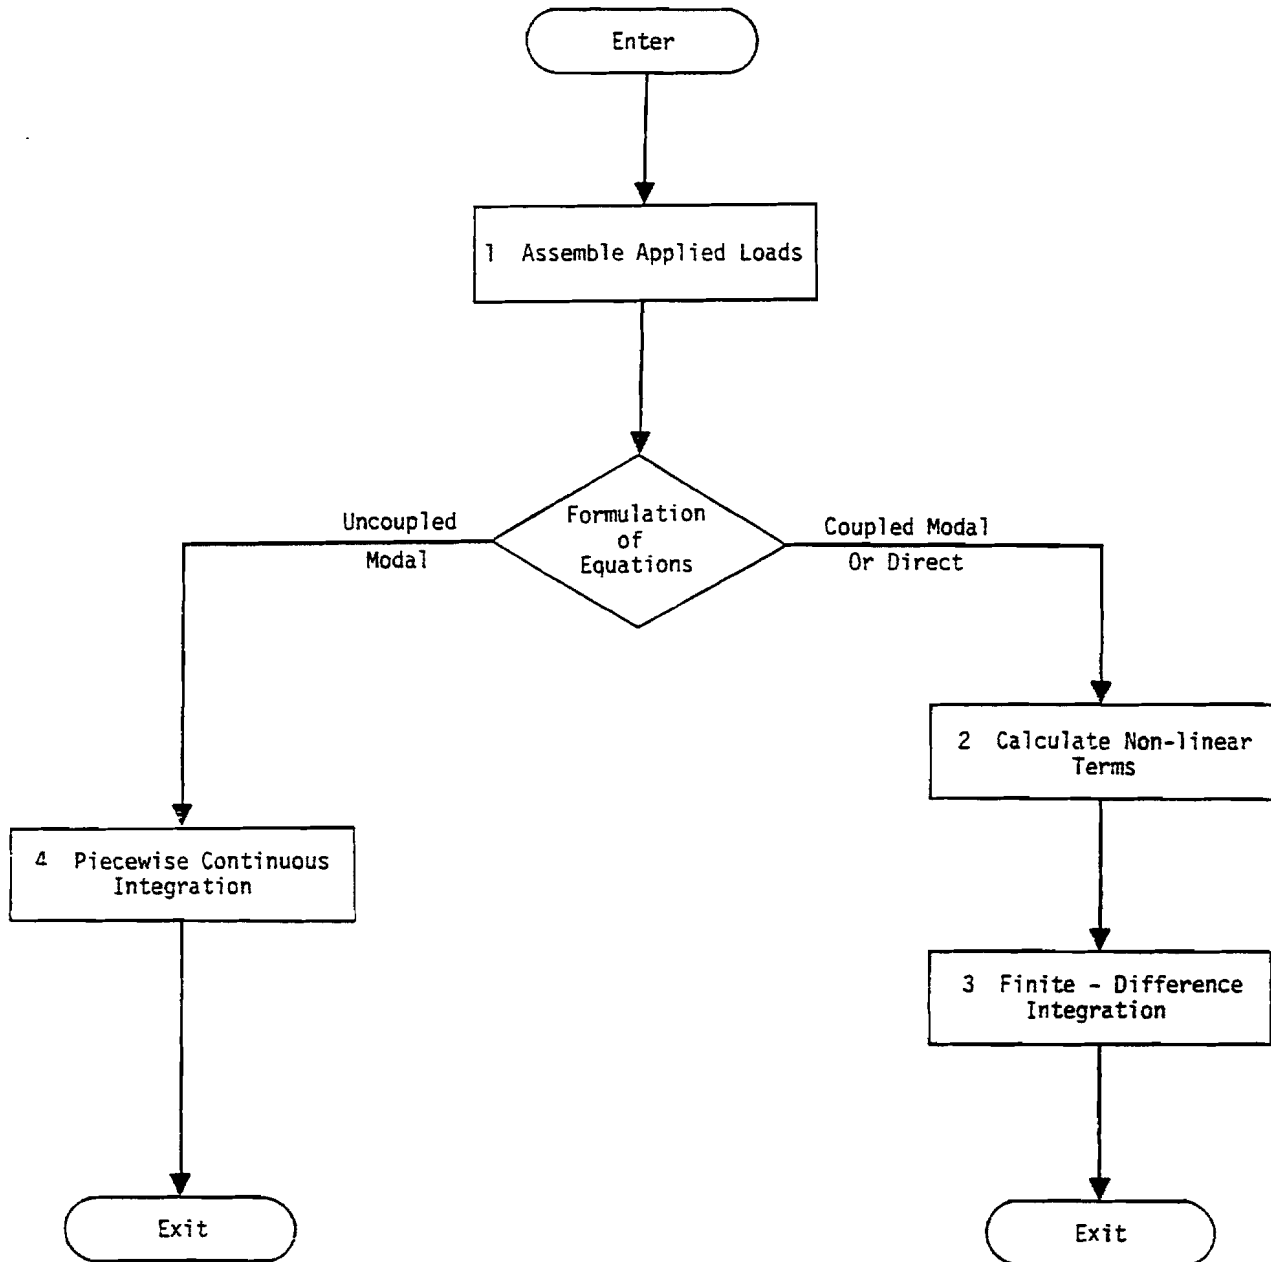 Enter
1 Assemble Applied Loads
Formulation
of
Equations
Uncoupled
Modal
Coupled Modal
Or Direct
2 Calculate Non-linear
Terms
4 Piecewise Continuous
Integration
3 Finite - Difference
Integration
Exit
Exit